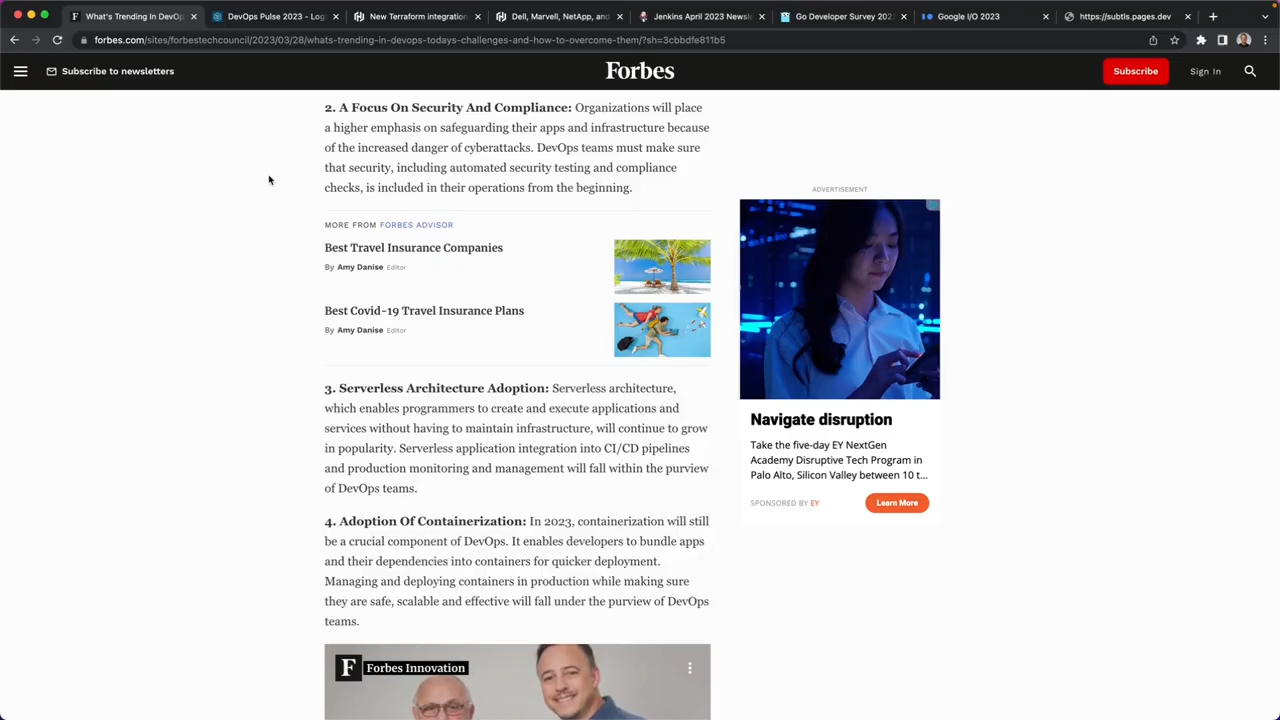 What's Trending In DevO
DevOps Pulse 2023 - Log
New Terraform integration
Dell, Marvell, NetApp, and
Jenkins April 2023 Newsle
Go Developer Survey 2022
Google I/O 2023
https://subtls.pages.dev
forbes.com/sites/forbestechcouncil/2023/03/28/whats-trending-in-devops-todays-challenges-and-how-to-overcome-them/?sh=3cbbdfe811b5
Subscribe to newsletters
Forbes
Subscribe
Sign In
2. A Focus On Security And Compliance: Organizations will place
a higher emphasis on safeguarding their apps and infrastructure because
of the increased danger of cyberattacks. DevOps teams must make sure
that security, including automated security testing and compliance
checks, is included in their operations from the beginning.
MORE FROM FORBES ADVISOR
Best Travel Insurance Companies
By Amy Danise Editor
Best Covid-19 Travel Insurance Plans
By Amy Danise Editor
3. Serverless Architecture Adoption: Serverless architecture,
which enables programmers to create and execute applications and
services without having to maintain infrastructure, will continue to grow
in popularity. Serverless application integration into CI/CD pipelines
and production monitoring and management will fall within the purview
of DevOps teams.
4. Adoption Of Containerization: In 2023, containerization will still
be a crucial component of DevOps. It enables developers to bundle apps
and their dependencies into containers for quicker deployment.
Managing and deploying containers in production while making sure
they are safe, scalable and effective will fall under the purview of DevOps
teams.
F Forbes Innovation
ADVERTISEMENT
Navigate disruption
Take the five-day EY NextGen
Academy Disruptive Tech Program in
Palo Alto, Silicon Valley between 10 t...
SPONSORED BY EY
Learn More